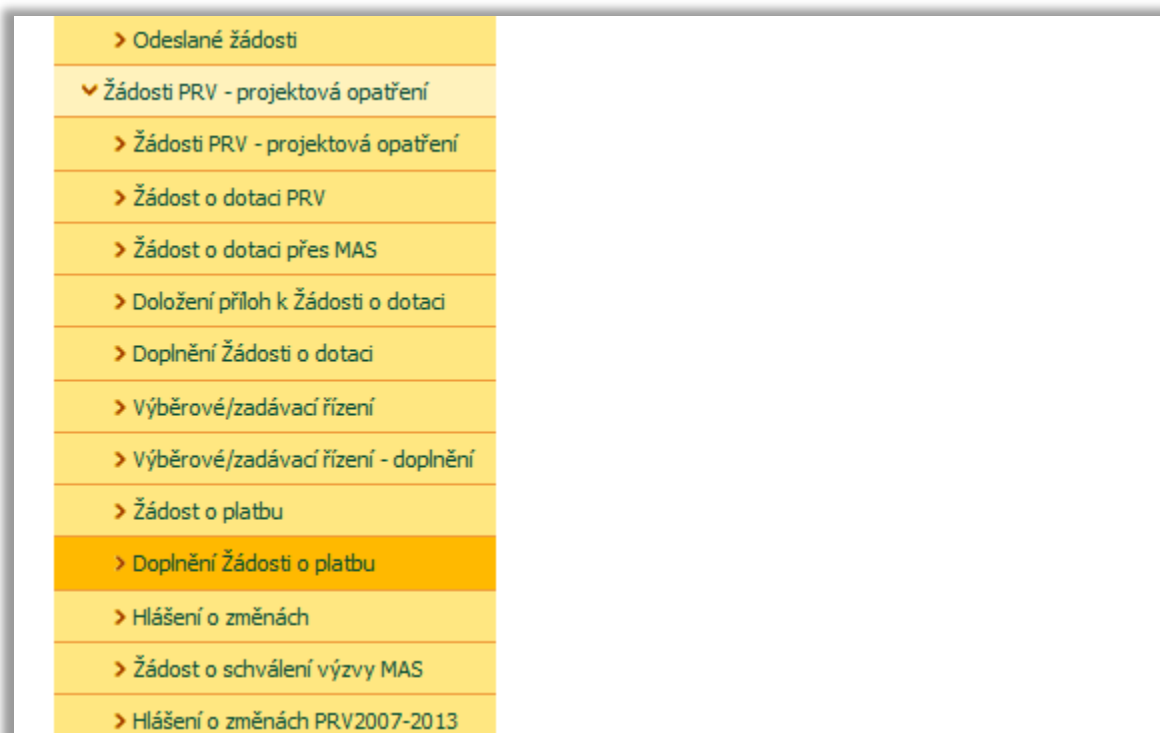 Odeslané žádosti
Žádosti PRV - projektová opatření
Žádosti PRV - projektová opatření
Žádost o dotaci PRV
Žádost o dotaci přes MAS
Doložení příloh k Žádosti o dotaci
Doplnění Žádosti o dotaci
Výběrové/zadávací řízení
Výběrové/zadávací řízení - doplnění
Žádost o platbu
Doplnění Žádosti o platbu
Hlášení o změnách
Žádost o schválení výzvy MAS
Hlášení o změnách PRV2007-2013